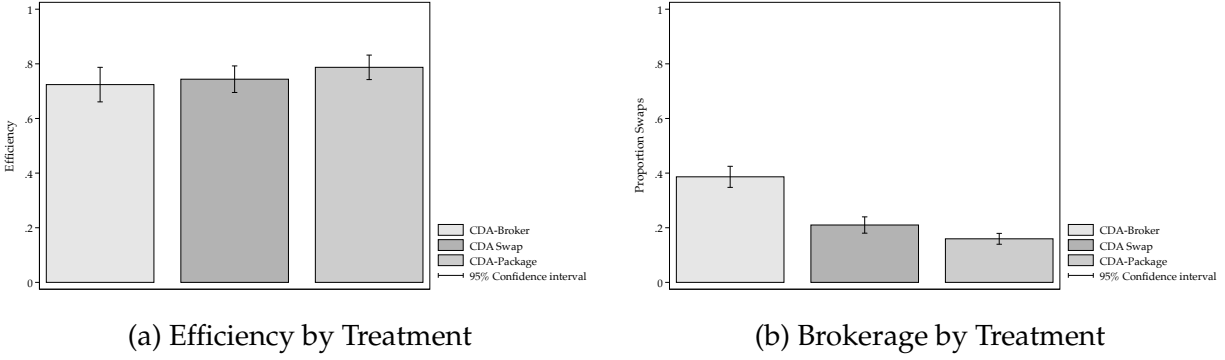 1
.8
.6
.4
.2
0
Efficiency
CDA-Broker
CDA Swap
CDA-Package
95% Confidence interval
(a) Efficiency by Treatment
1
.8
.6
.4
.2
0
Proportion Swaps
CDA-Broker
CDA Swap
CDA-Package
95% Confidence interval
(b) Brokerage by Treatment